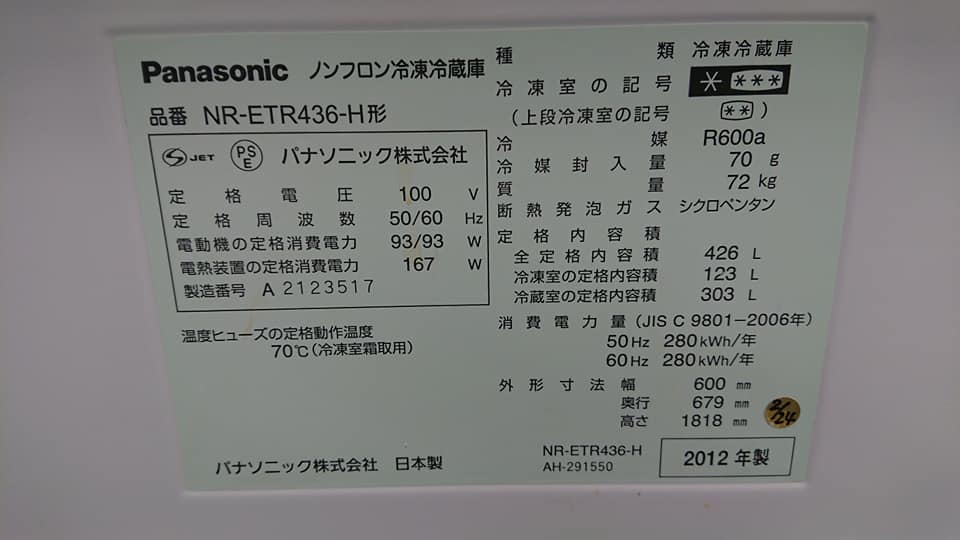 Panasonic ノンフロン冷凍冷蔵庫
品番 NR-ETR436-H形
JET PSE パナソニック株式会社
定格電圧 100 V
定格周波数 50/60 Hz
電動機の定格消費電力 93/93 W
電熱装置の定格消費電力 167 W
製造番号 A 2123517
温度ヒューズの定格動作温度
70℃(冷凍室霜取用)
パナソニック株式会社 日本製
種類 冷凍冷蔵庫
冷凍室の記号 * ***
(上段冷凍室の記号 ** )
冷媒 R600a
冷媒封入量 70 g
質量 72 kg
断熱発泡ガス シクロペンタン
定格内容積
全定格内容積 426 L
冷凍室の定格内容積 123 L
冷蔵室の定格内容積 303 L
消費電力量(JIS C 9801-2006年)
50Hz 280kWh/年
60Hz 280kWh/年
外形寸法幅 600 mm
奥行 679 mm
高さ 1818 mm
2/24
NR-ETR436-H
AH-291550
2012年製